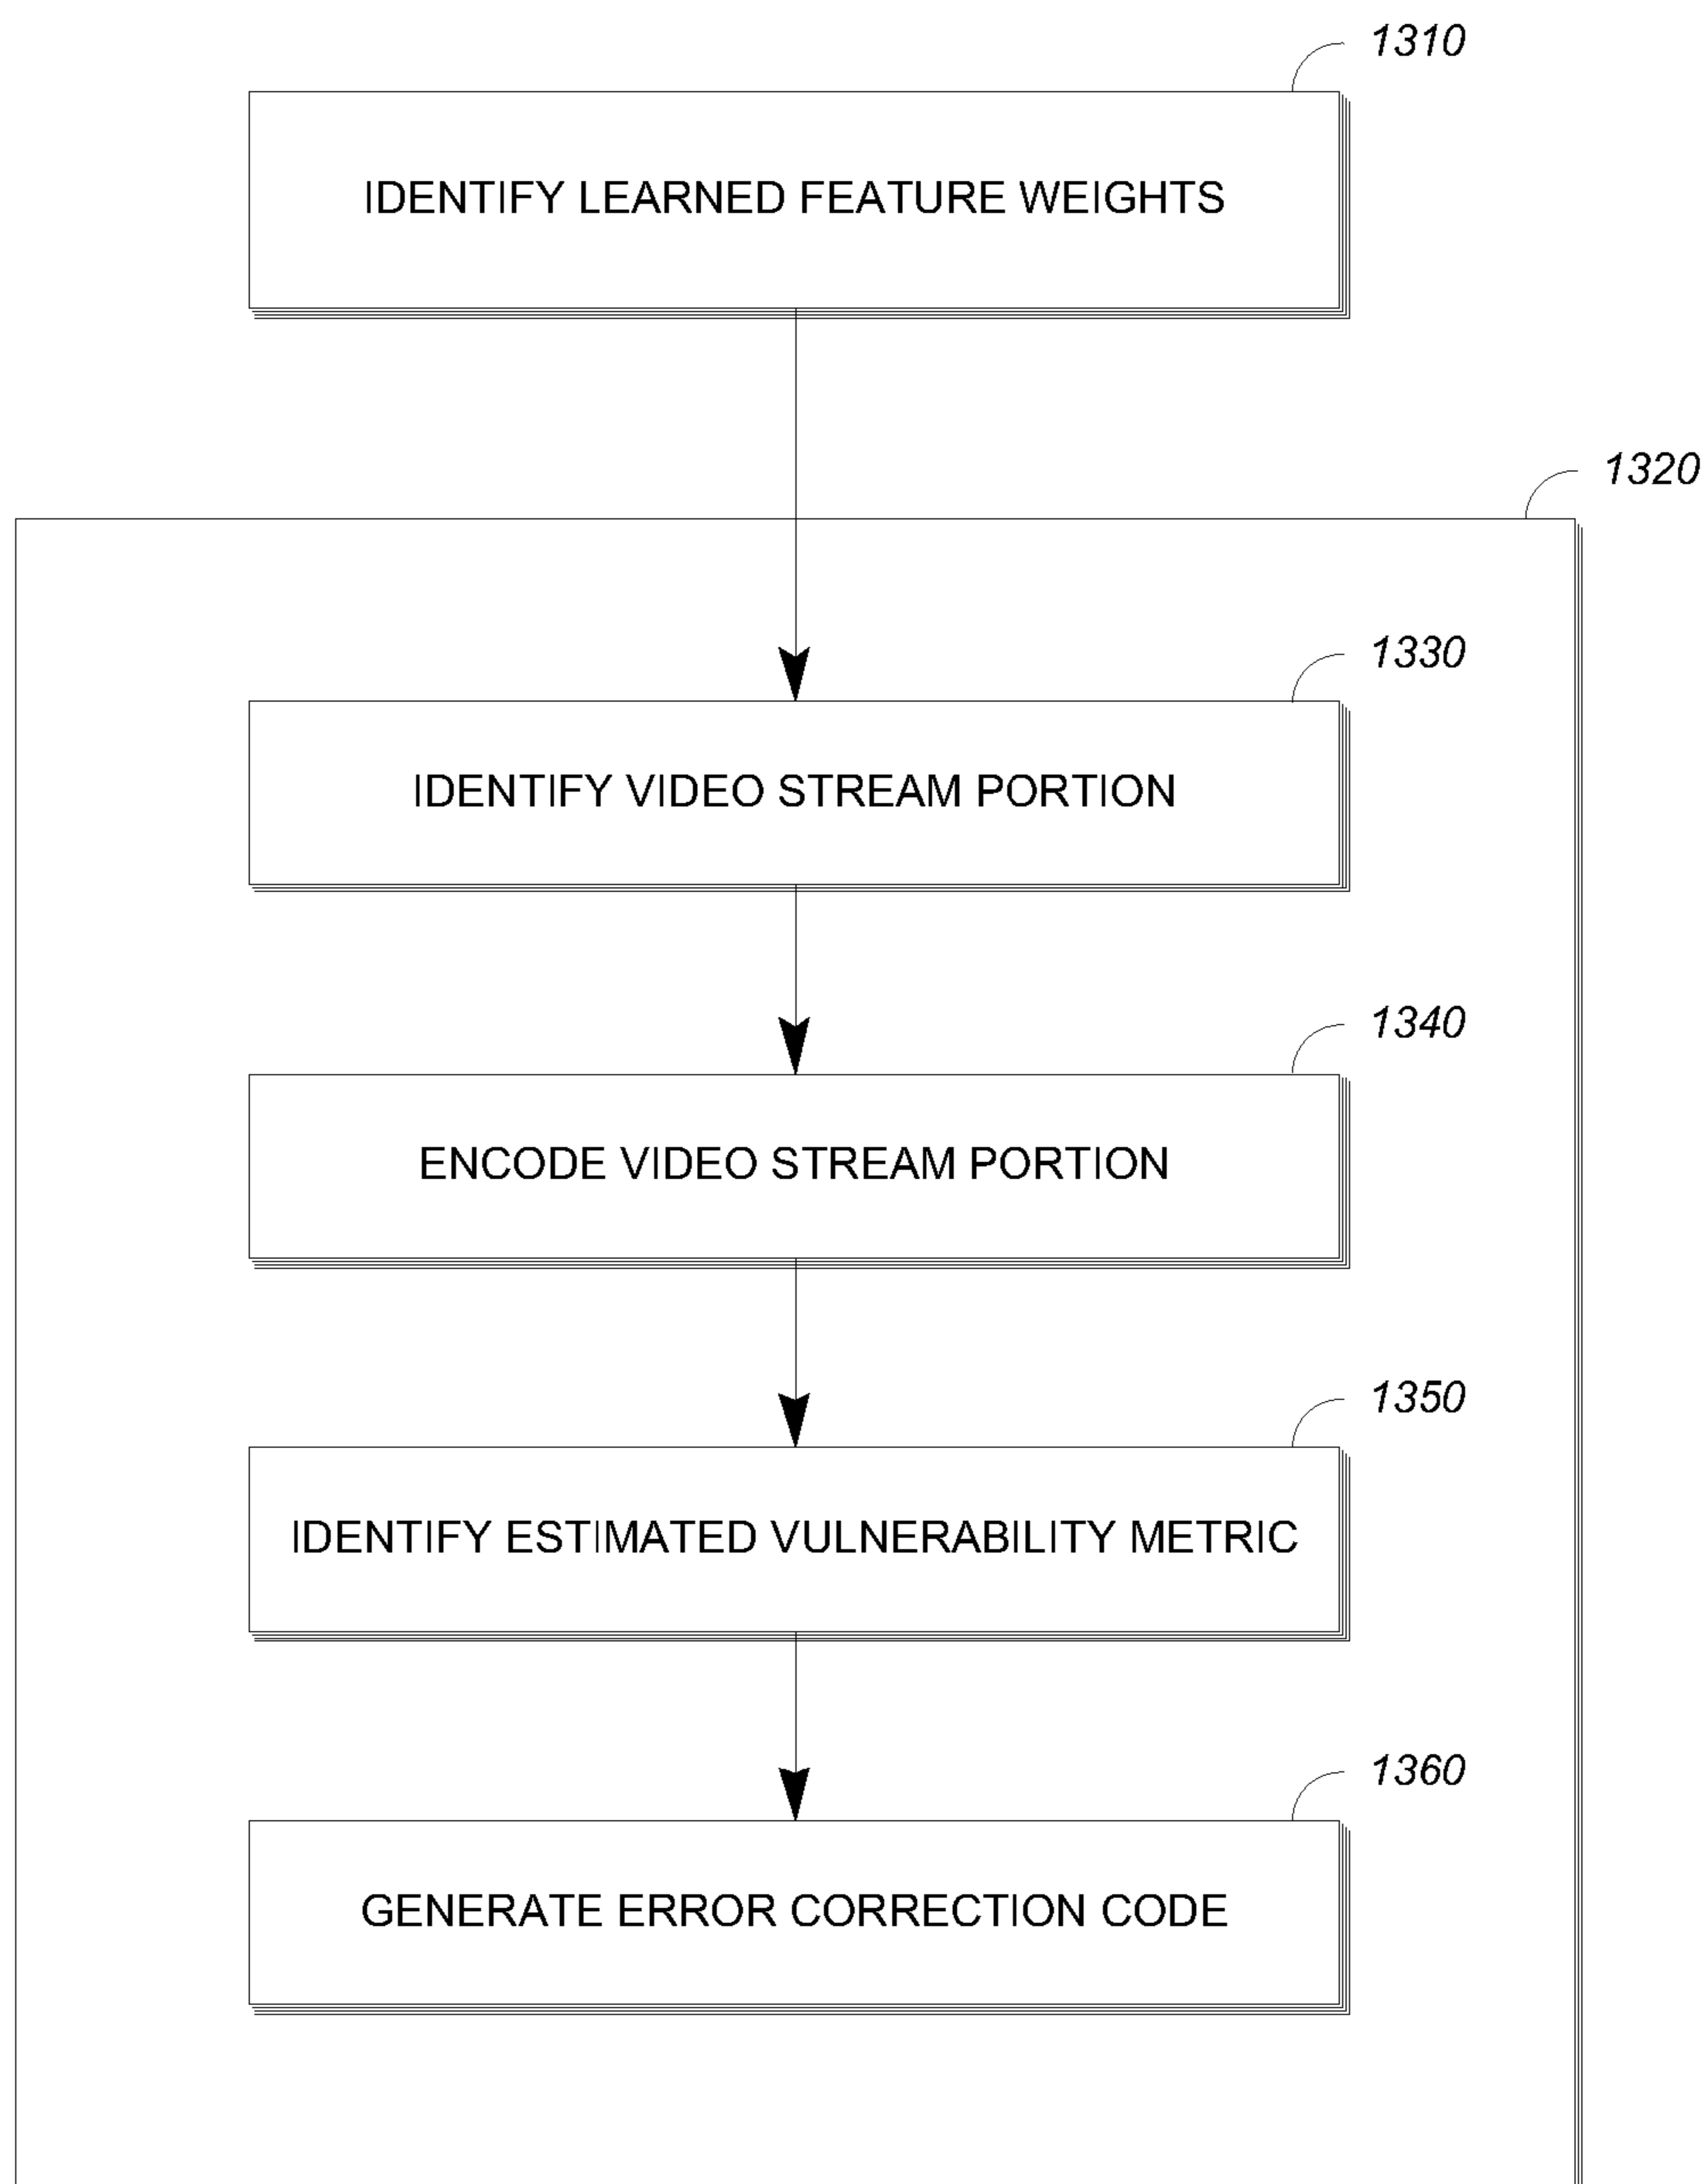 1310
IDENTIFY LEARNED FEATURE WEIGHTS
1320
1330
IDENTIFY VIDEO STREAM PORTION
1340
ENCODE VIDEO STREAM PORTION
1350
IDENTIFY ESTIMATED VULNERABILITY METRIC
1360
GENERATE ERROR CORRECTION CODE